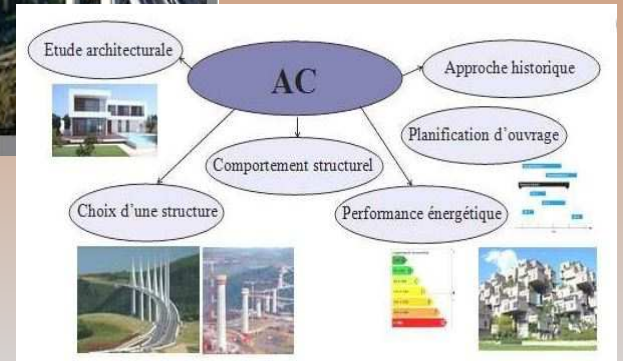 Etude architecturale
AC
Approche historique
Planification d’ouvrage
Comportement structurel
Choix d’une structure
Performance énergétique